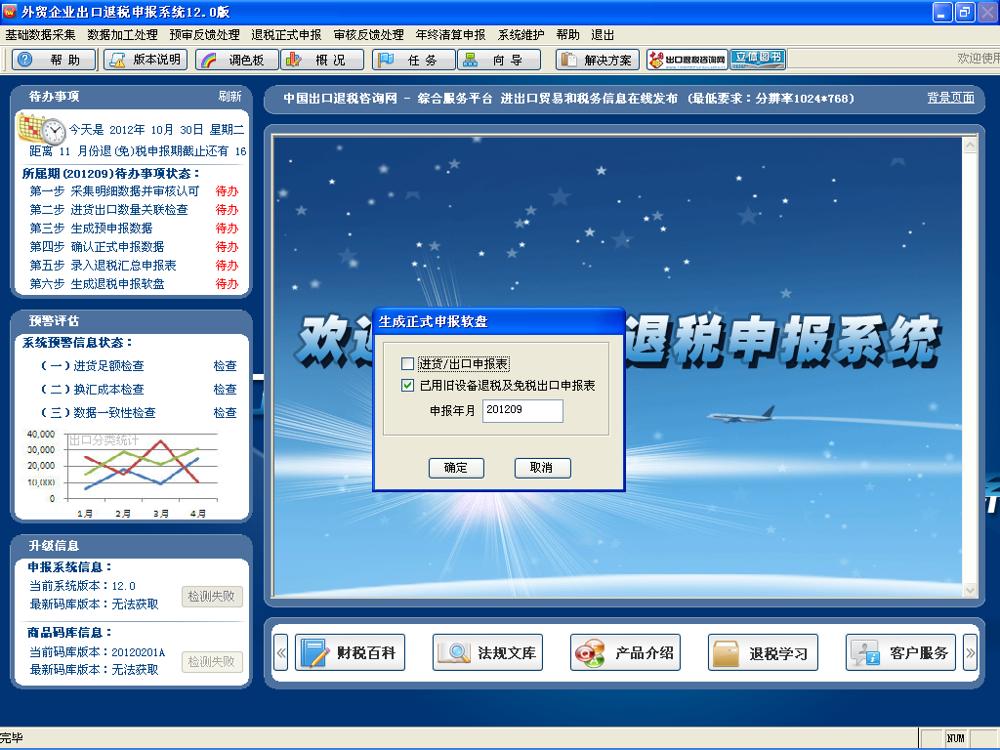 外贸企业出口退税申报系统12.0版
基础数据采集 数据加工处理 预审反馈处理 退税正式申报 审核反馈处理 年终清算申报 系统维护 帮助 退出
帮 助 版本说明 调色板 概 况 任 务 向 导 解决方案 出口退税咨询网 立信图书 欢迎使用
待办事项 刷新
今天是 2012年 10月 30日 星期二
距离 11 月份退(免)税申报期截止还有 16
所属期(201209)待办事项状态：
第一步 采集明细数据并审核认可 待办
第二步 进货出口数量关联检查 待办
第三步 生成预申报数据 待办
第四步 确认正式申报数据 待办
第五步 录入退税汇总申报表 待办
第六步 生成退税申报软盘 待办
预警评估
系统预警信息状态：
（一）进货足额检查 检查
（二）换汇成本检查 检查
（三）数据一致性检查 检查
出口分类统计
40,000
30,000
20,000
10,000
0
1月 2月 3月 4月
升级信息
申报系统信息：
当前系统版本：12.0
最新码库版本：无法获取
检测失败
商品码库信息：
当前码库版本：20120201A
最新码库版本：无法获取
检测失败
中国出口退税咨询网 － 综合服务平台 进出口贸易和税务信息在线发布 (最低要求：分辨率1024*768) 背景页面
欢迎 退税申报系统
生成正式申报软盘
进货/出口申报表
已用旧设备退税及免税出口申报表
申报年月 201209
确定 取消
« 财税百科 法规文库 产品介绍 退税学习 客户服务 »
完毕 NUM